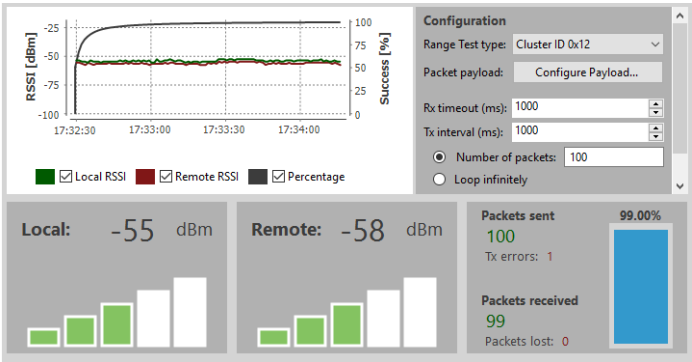 RSSI [dBm]
-25
-50
-75
-100
17:32:30
17:33:00
17:33:30
17:34:00
100
75
50
25
0
Success [%]
Local RSSI
Remote RSSI
Percentage
Configuration
Range Test type: Cluster ID 0x12
Packet payload: Configure Payload...
Rx timeout (ms): 1000
Tx interval (ms): 1000
Number of packets: 100
Loop infinitely
Local: -55 dBm
Remote: -58 dBm
Packets sent
100
Tx errors: 1
Packets received
99
Packets lost: 0
99.00%